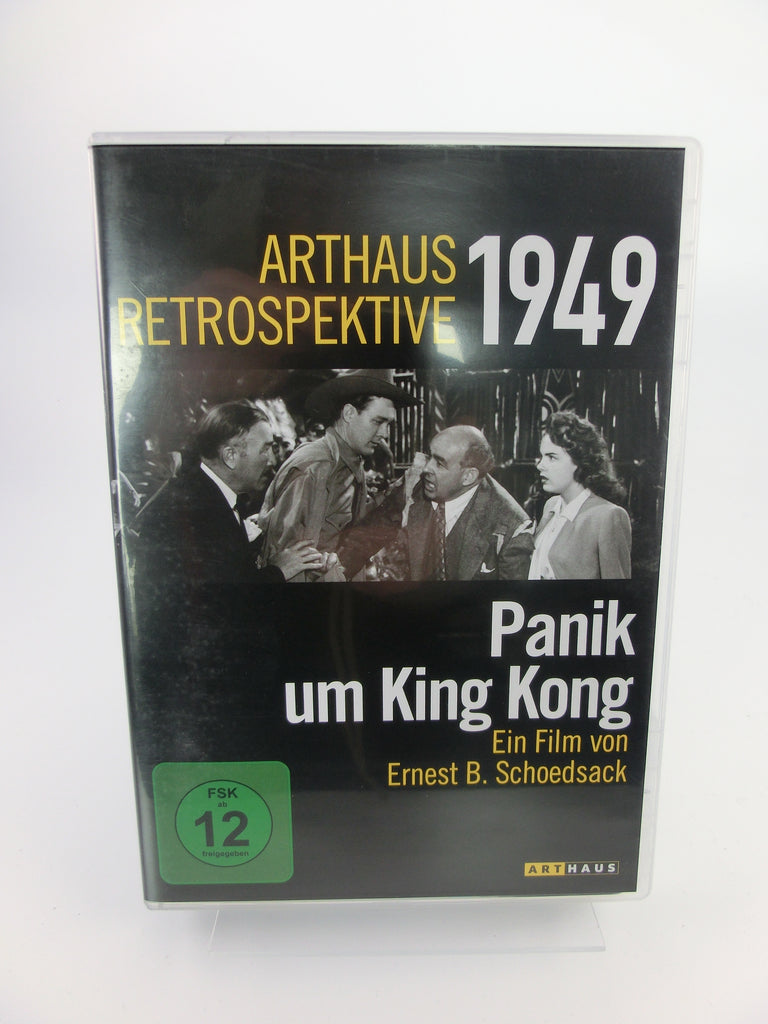 ARTHAUS
RETROSPEKTIVE 1949
Panik
um King Kong
Ein Film von
Ernest B. Schoedsack
FSK
ab
12
freigegeben
ARTHAUS